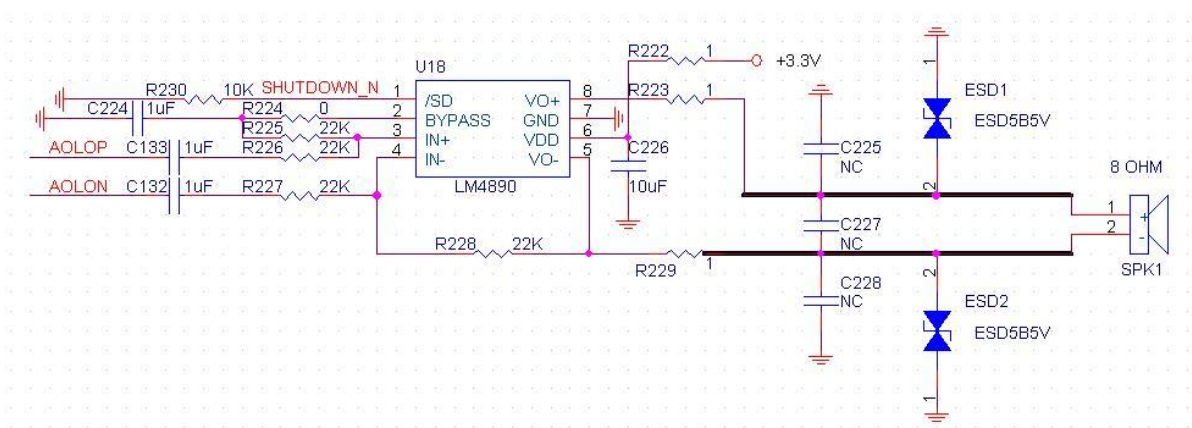 R222 1
+3.3V
U18
R230 10K SHUTDOWN_N 1 8 R223 1
C224 1uF R224 0 2 7
R225 22K 3 6
AOLOP C133 1uF R226 22K 4 5
AOLON C132 1uF R227 22K
/SD VO+
BYPASS GND
IN+ VDD
IN- VO-
LM4890
C226
10uF
R228 22K
R229 1
C225
NC
C227
NC
C228
NC
1
ESD1
ESD5B5V
2
8 OHM
1 +
2 -
SPK1
2
ESD2
ESD5B5V
1